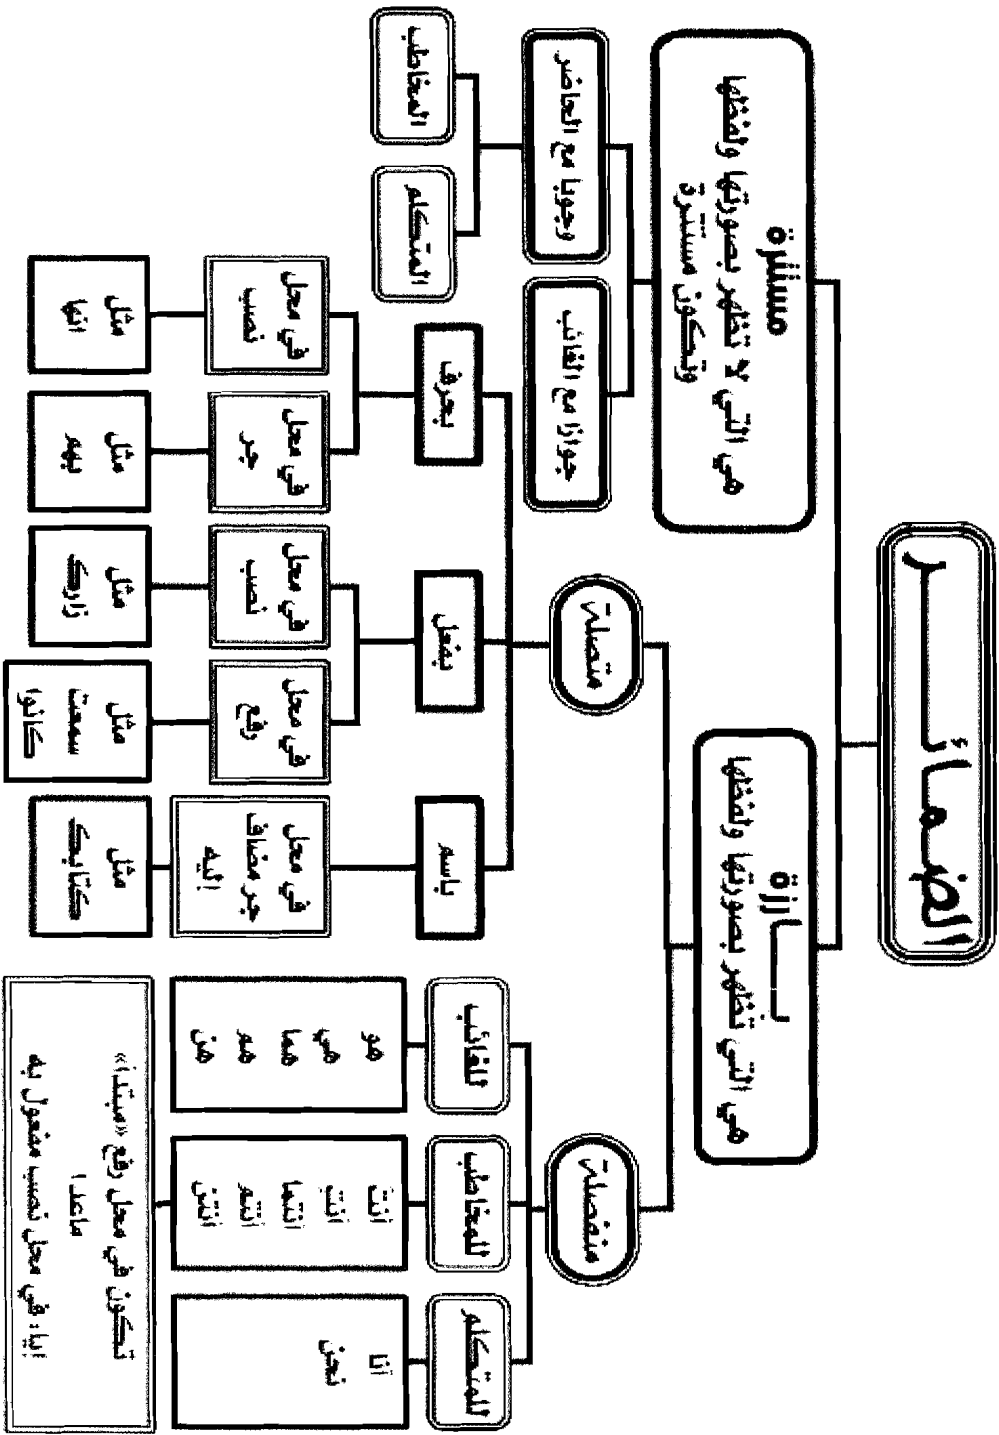 الضمائر
بارزة
هي التي تظهر بصورتها ولفظها
مستترة
هي التي لا تظهر بصورتها ولفظها
وتكون مستترة
منفصلة
متصلة
جوازا مع الغائب
وجوبا مع الحاضر
المتكلم
المخاطب
للمتكلم
للمخاطب
للغائب
أنا
نحن
أنتَ
أنتِ
أنتما
أنتم
أنتن
هو
هي
هما
هم
هن
تكون في محل رفع «مبتدا»
ماعدا
إيا: في محل نصب مفعول به
باسم
بفعل
بحرف
في محل
جر مضاف
إليه
في محل
رفع
في محل
نصب
في محل
جر
في محل
نصب
مثل
كتابك
مثل
سمعت
كانوا
مثل
زارك
مثل
بهم
مثل
انها